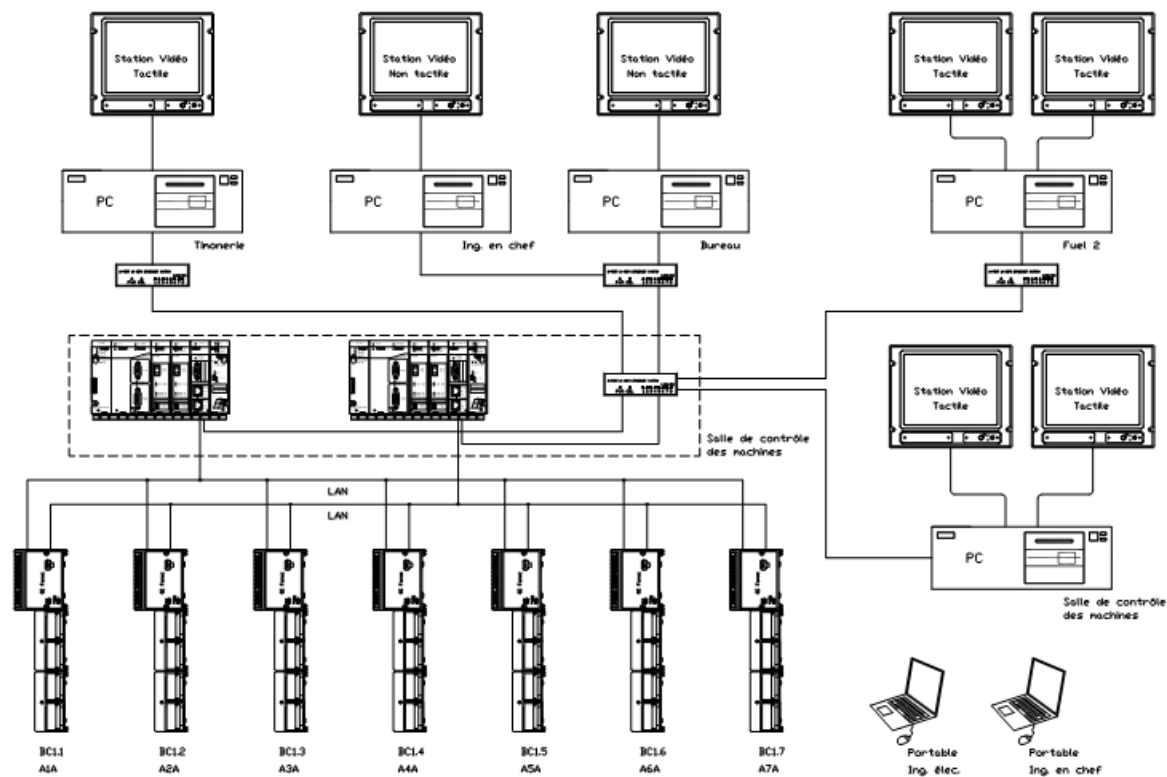 Station Vidéo
Tactile
Station Vidéo
Non tactile
Station Vidéo
Non tactile
Station Vidéo
Tactile
Station Vidéo
Tactile
PC
PC
PC
PC
Timonerie
Ing. en chef
Bureau
Fuel 2
Station Vidéo
Tactile
Station Vidéo
Tactile
Salle de contrôle
des machines
LAN
LAN
PC
Salle de contrôle
des machines
BC1.1
A1A
BC1.2
A2A
BC1.3
A3A
BC1.4
A4A
BC1.5
A5A
BC1.6
A6A
BC1.7
A7A
Portable
Ing. élec.
Portable
Ing. en chef